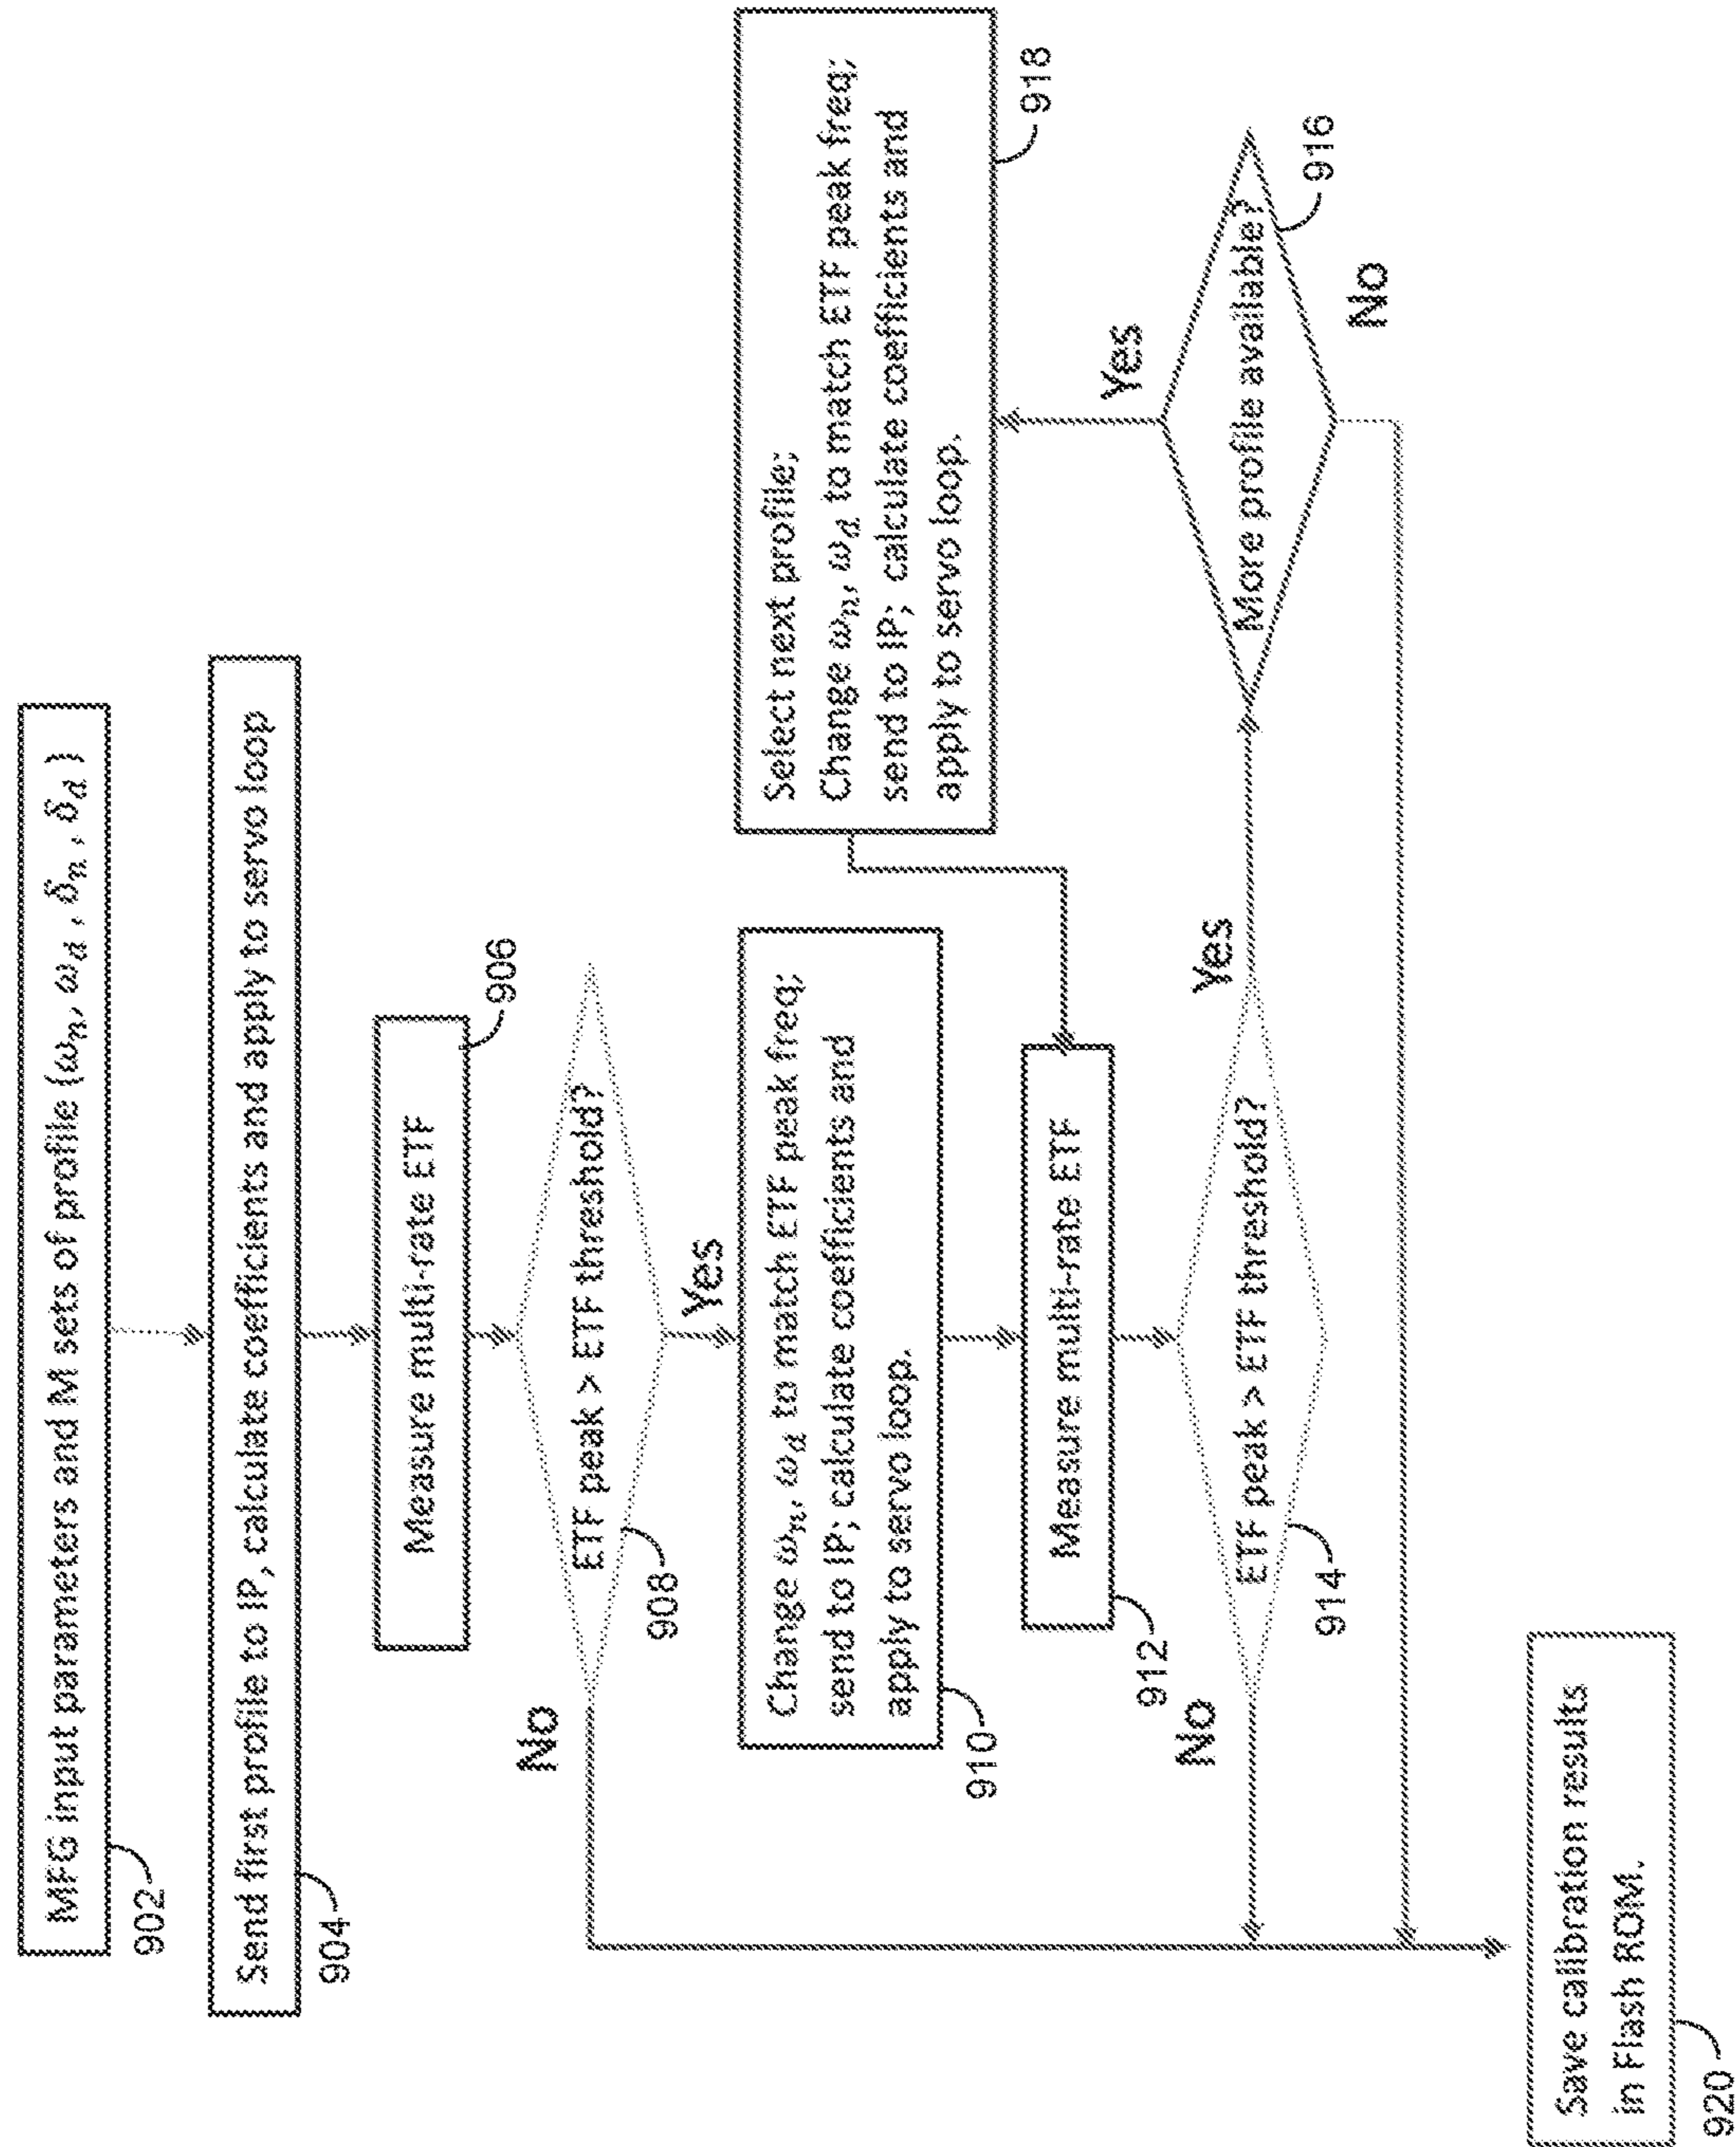 MFG input parameters and M sets of profile (ωn, ωd, δn, δd)
902
Send first profile to IP, calculate coefficients and apply to servo loop
904
Measure multi-rate ETF
906
ETF peak > ETF threshold?
908
No
Yes
Change ωn, ωd to match ETF peak freq;
send to IP; calculate coefficients and
apply to servo loop.
910
Measure multi-rate ETF
912
ETF peak > ETF threshold?
914
No
Yes
More profile available?
916
Yes
No
Select next profile;
Change ωn, ωd to match ETF peak freq;
send to IP; calculate coefficients and
apply to servo loop.
918
Save calibration results
in Flash ROM.
920